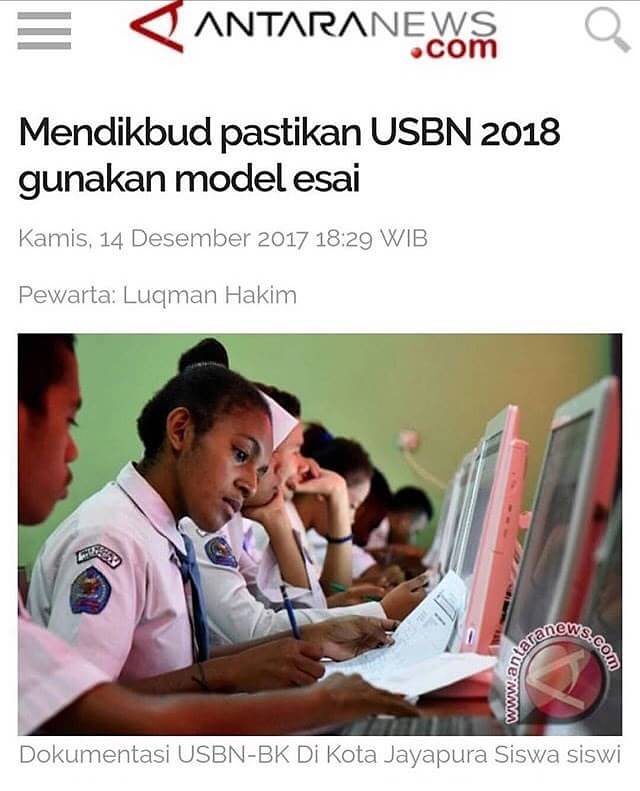 ANTARANEWS
.com
Mendikbud pastikan USBN 2018
gunakan model esai
Kamis, 14 Desember 2017 18:29 WIB
Pewarta: Luqman Hakim
www.antaranews.com
Dokumentasi USBN-BK Di Kota Jayapura Siswa siswi